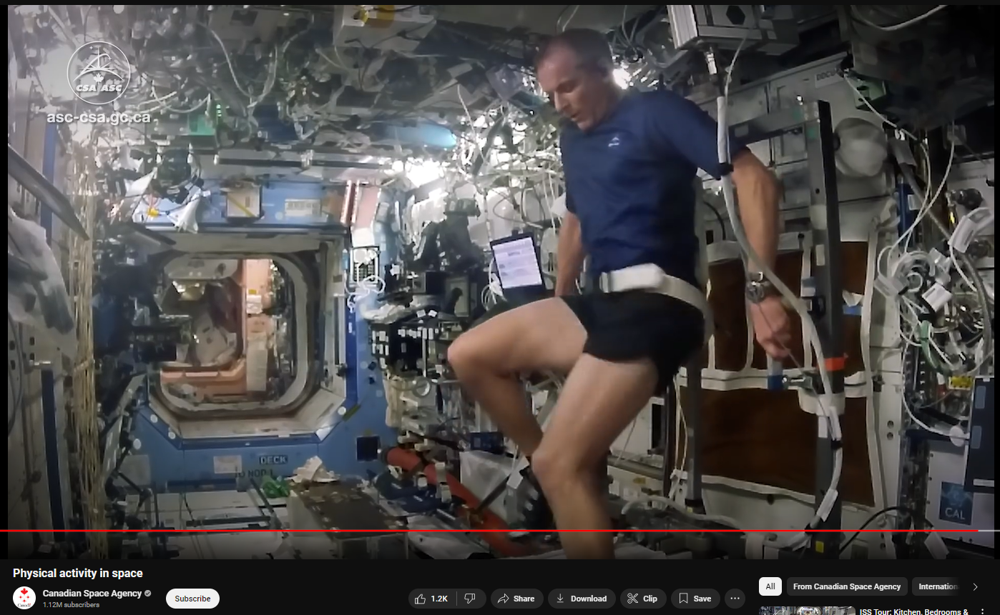 CSA ASC
asc-csa.gc.ca
DECK
CAL
Physical activity in space
Canadian Space Agency
1.12M subscribers
Subscribe
1.2K
Share
Download
Clip
Save
All
From Canadian Space Agency
Internation
ISS Tour: Kitchen, Bedrooms &